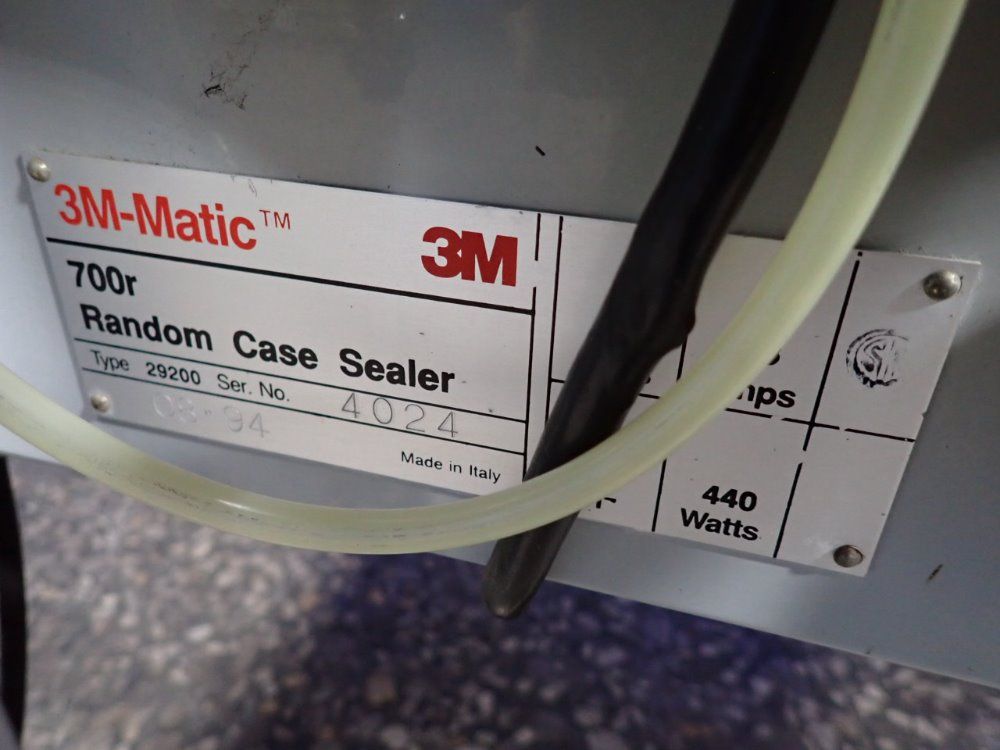 3M-Matic™
3M
700r
Random Case Sealer
Type 29200 Ser. No. 4024
08-94
Made in Italy
440
Watts